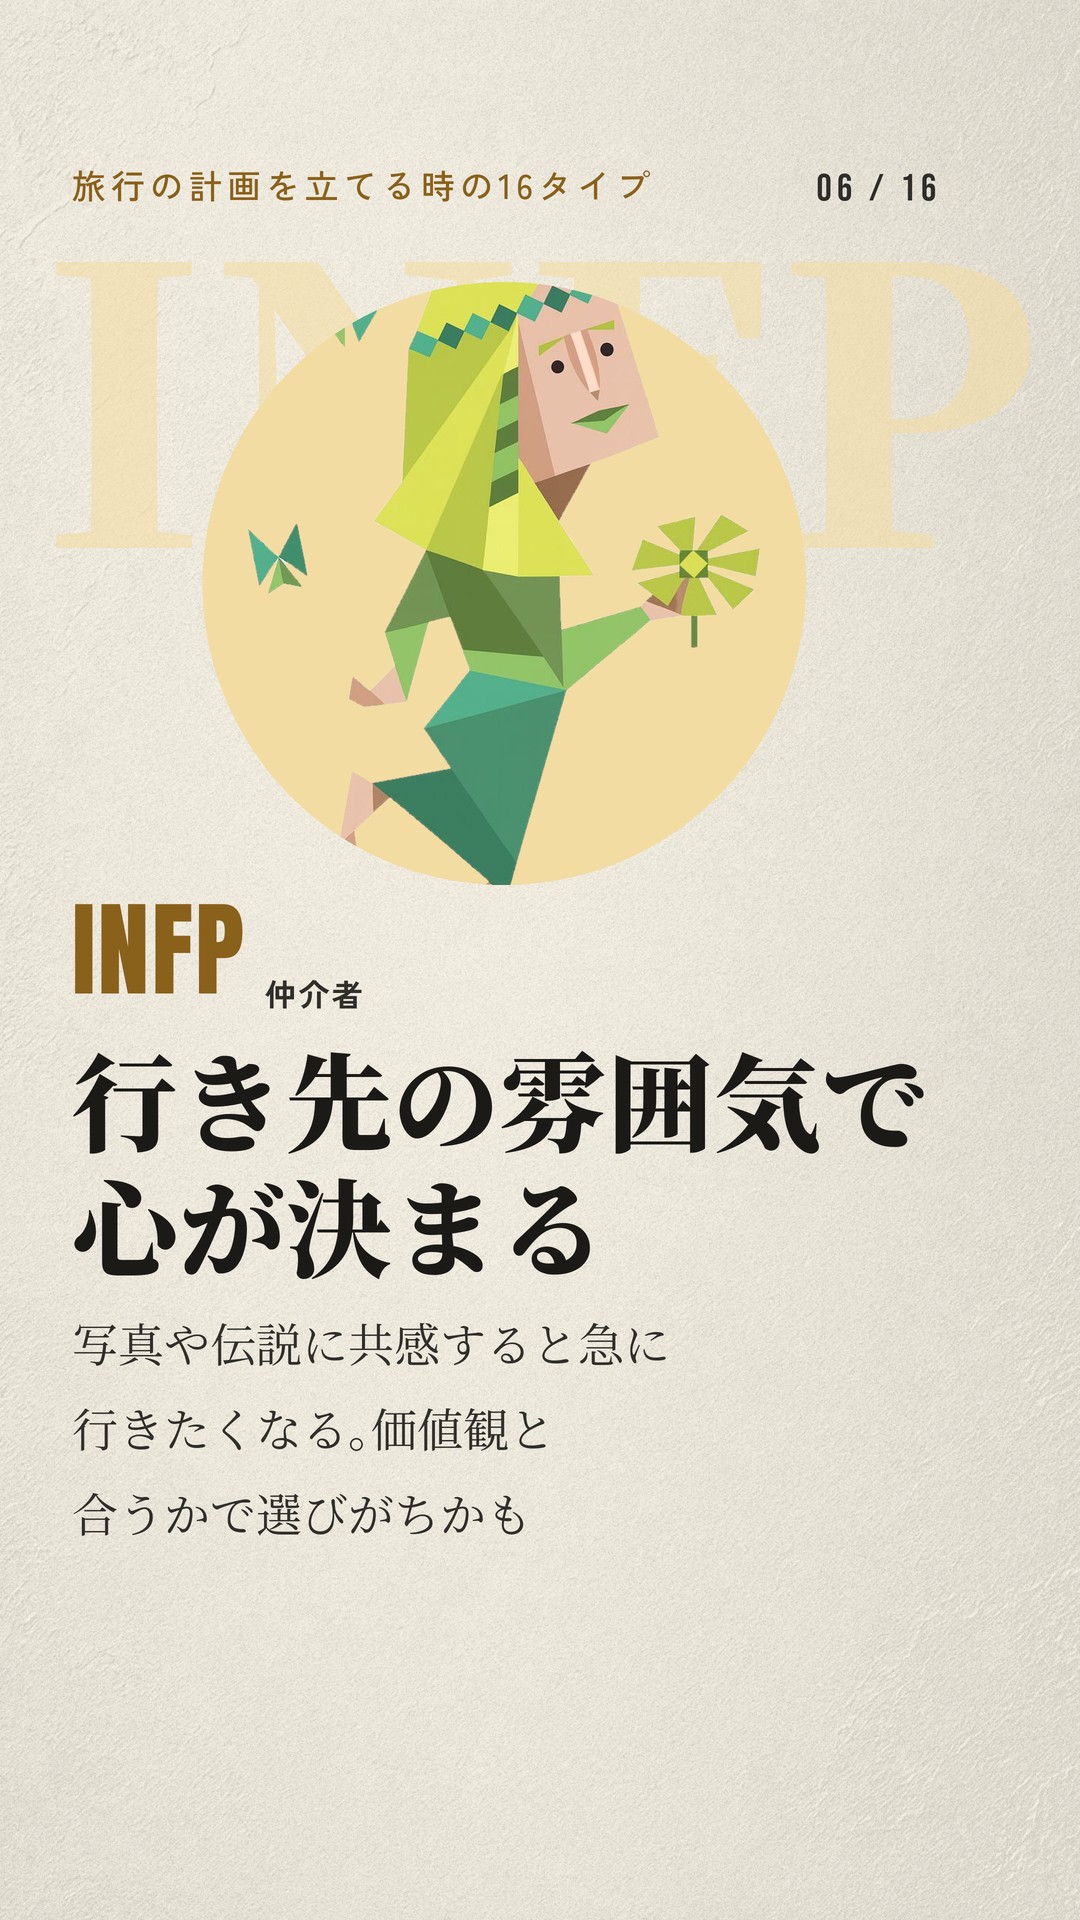 旅行の計画を立てる時の16タイプ
06 / 16
INFP
INFP
仲介者
行き先の雰囲気で
心が決まる
写真や伝説に共感すると急に
行きたくなる。価値観と
合うかで選びがちかも